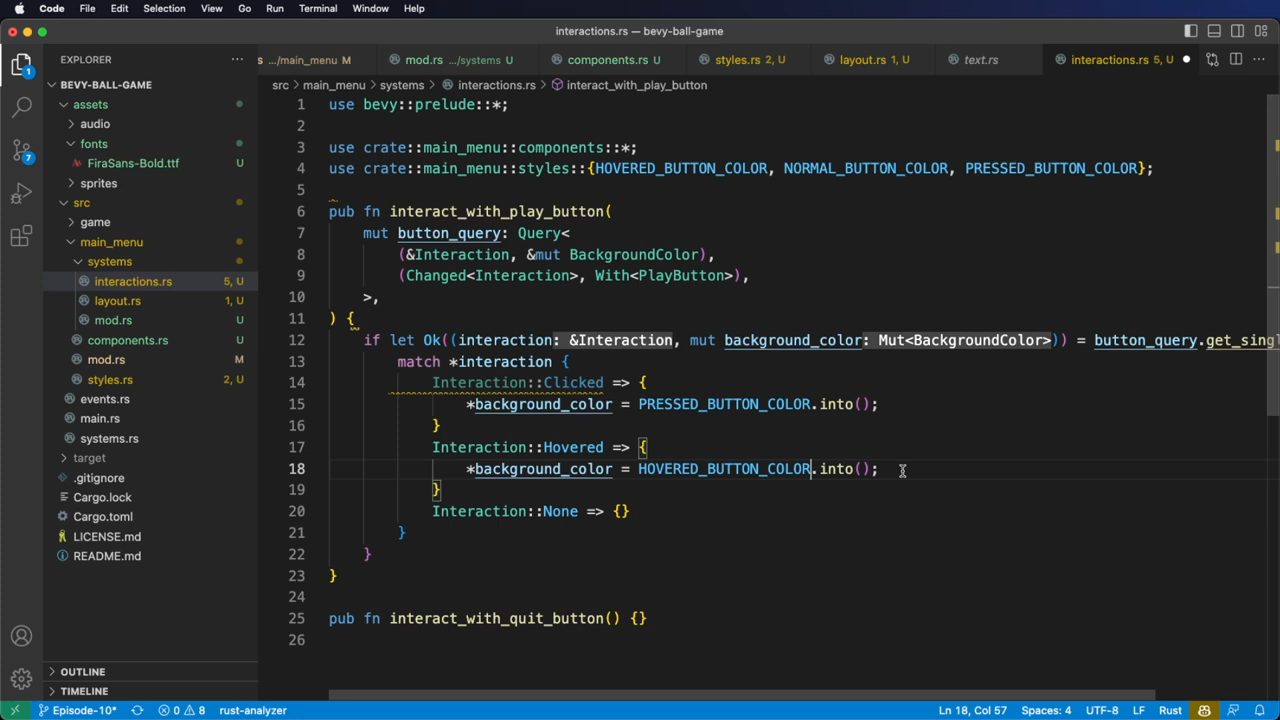 Code File Edit Selection View Go Run Terminal Window Help
interactions.rs — bevy-ball-game
EXPLORER
s .../main_menu M
mod.rs .../systems U
components.rs U
styles.rs 2, U
layout.rs 1, U
text.rs
interactions.rs 5, U
src > main_menu > systems > interactions.rs > interact_with_play_button
BEVY-BALL-GAME
assets
audio
fonts
FiraSans-Bold.ttf U
sprites
src
game
main_menu
systems
interactions.rs 5, U
layout.rs 1, U
mod.rs U
components.rs U
mod.rs M
styles.rs 2, U
events.rs
main.rs
systems.rs
target
.gitignore
Cargo.lock
Cargo.toml
LICENSE.md
README.md
OUTLINE
TIMELINE
1
7
1 use bevy::prelude::*;
2
3 use crate::main_menu::components::*;
4 use crate::main_menu::styles::{HOVERED_BUTTON_COLOR, NORMAL_BUTTON_COLOR, PRESSED_BUTTON_COLOR};
5
6 pub fn interact_with_play_button(
7 mut button_query: Query<
8 (&Interaction, &mut BackgroundColor),
9 (Changed<Interaction>, With<PlayButton>),
10 >,
11 ) {
12 if let Ok((interaction: &Interaction, mut background_color: Mut<BackgroundColor>)) = button_query.get_singl
13 match *interaction {
14 Interaction::Clicked => {
15 *background_color = PRESSED_BUTTON_COLOR.into();
16 }
17 Interaction::Hovered => {
18 *background_color = HOVERED_BUTTON_COLOR.into();
19 }
20 Interaction::None => {}
21 }
22 }
23 }
24
25 pub fn interact_with_quit_button() {}
26
Episode-10* 0 8 rust-analyzer Ln 18, Col 57 Spaces: 4 UTF-8 LF Rust